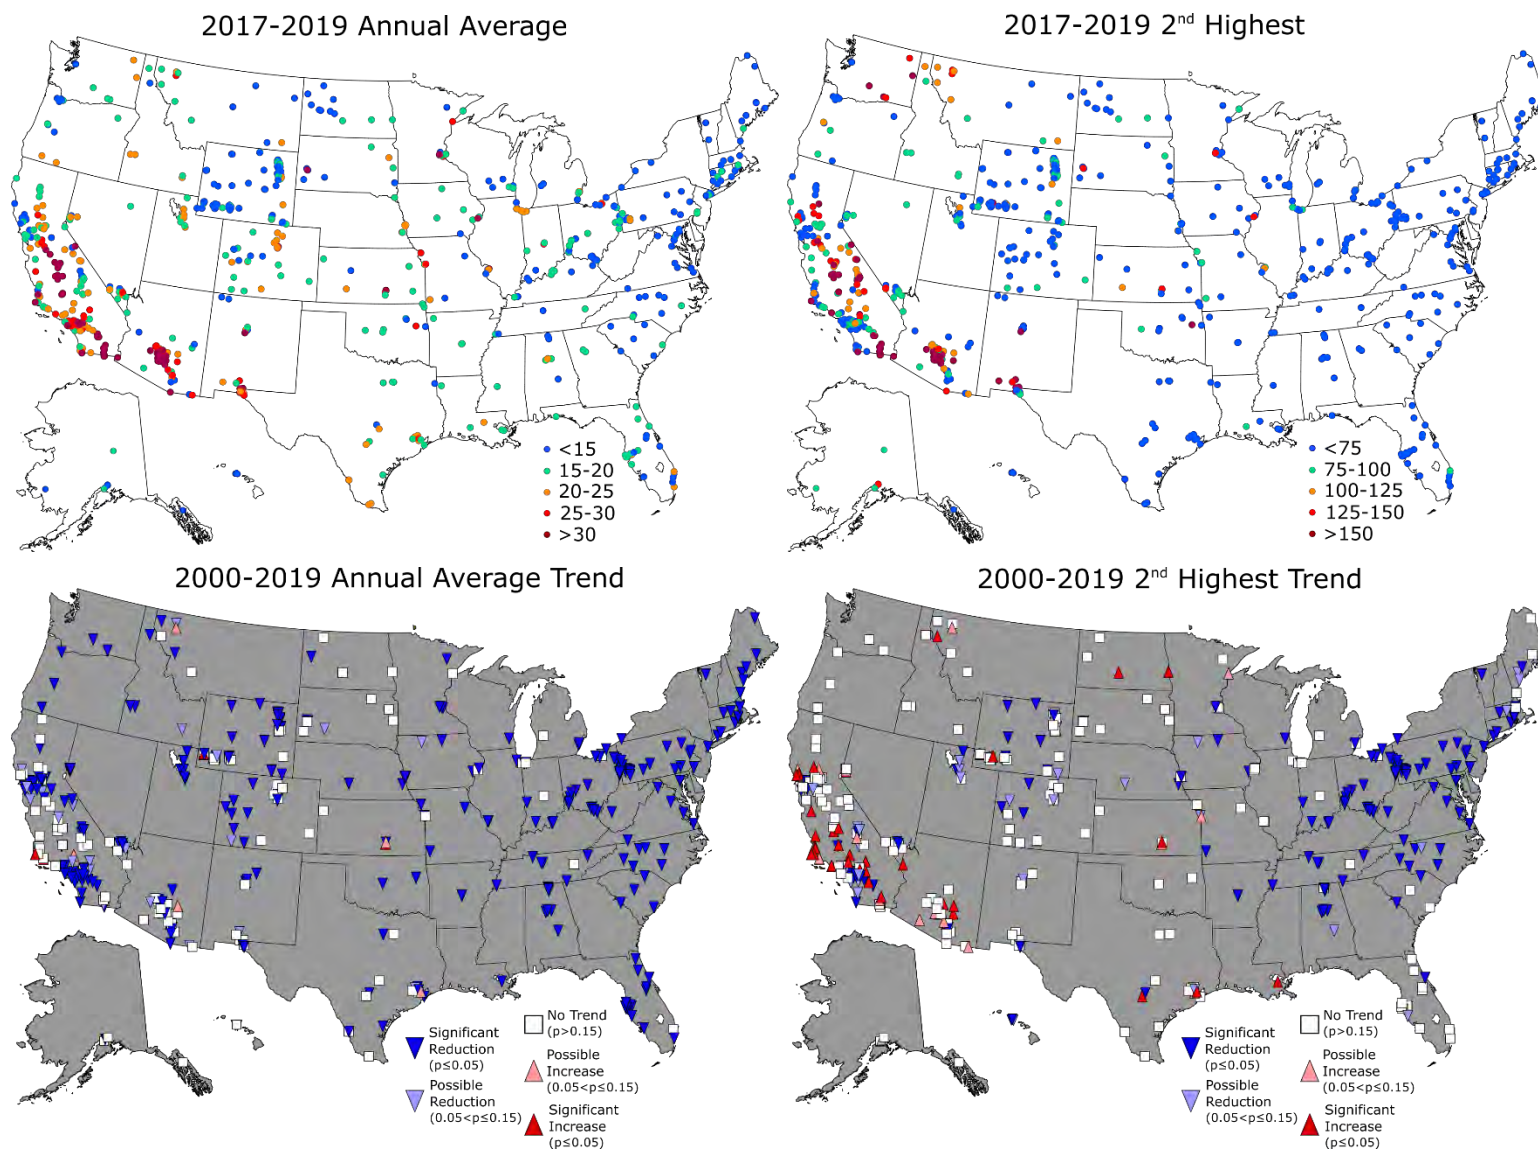 2017-2019 Annual Average
2017-2019 2nd Highest
<15
15-20
20-25
25-30
>30
<75
75-100
100-125
125-150
>150
2000-2019 Annual Average Trend
2000-2019 2nd Highest Trend
Significant
Reduction
(p≤0.05)
Possible
Reduction
(0.05<p≤0.15)
No Trend
(p>0.15)
Possible
Increase
(0.05<p≤0.15)
Significant
Increase
(p≤0.05)
Significant
Reduction
(p≤0.05)
Possible
Reduction
(0.05<p≤0.15)
No Trend
(p>0.15)
Possible
Increase
(0.05<p≤0.15)
Significant
Increase
(p≤0.05)